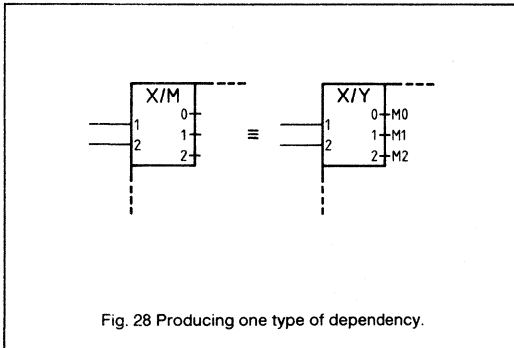 X/M
0
1
1
2
2
≡
X/Y
0 M0
1
1 M1
2
2 M2
Fig. 28 Producing one type of dependency.